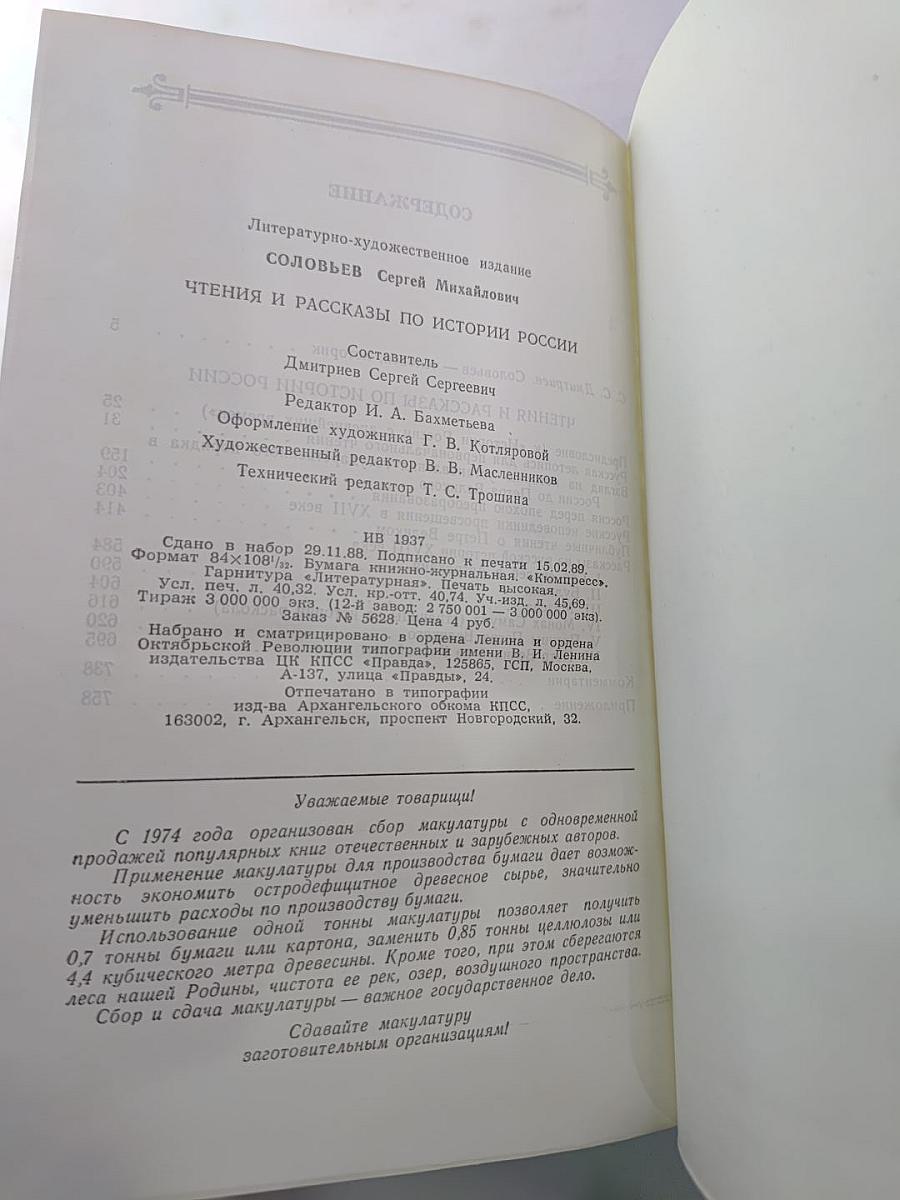 Литературно-художественное издание
СОЛОВЬЕВ Сергей Михайлович
ЧТЕНИЯ И РАССКАЗЫ ПО ИСТОРИИ РОССИИ
Составитель
Дмитриев Сергей Сергеевич
Редактор И. А. Бахметьева
Оформление художника Г. В. Котляровой
Художественный редактор В. В. Масленников
Технический редактор Т. С. Трошина
ИВ 1937
Сдано в набор 29.11.88. Подписано к печати 15.02.89.
Формат 84×108¹/₃₂. Бумага книжно-журнальная. «Кюмпресс».
Гарнитура «Литературная». Печать высокая.
Усл. печ. л. 40,32. Усл. кр.-отт. 40,74. Уч.-изд. л. 45,69.
Тираж 3 000 000 экз. (12-й завод: 2 750 001 — 3 000 000 экз).
Заказ № 5628. Цена 4 руб.
Набрано и сматрицировано в ордена Ленина и ордена
Октябрьской Революции типографии имени В. И. Ленина
издательства ЦК КПСС «Правда», 125865, ГСП, Москва,
А-137, улица «Правды», 24.
Отпечатано в типографии
изд-ва Архангельского обкома КПСС,
163002, г. Архангельск, проспект Новгородский, 32.
Уважаемые товарищи!
С 1974 года организован сбор макулатуры с одновременной
продажей популярных книг отечественных и зарубежных авторов.
Применение макулатуры для производства бумаги дает возмож-
ность экономить остродефицитное древесное сырье, значительно
уменьшить расходы по производству бумаги.
Использование одной тонны макулатуры позволяет получить
0,7 тонны бумаги или картона, заменить 0,85 тонны целлюлозы или
4,4 кубического метра древесины. Кроме того, при этом сберегаются
леса нашей Родины, чистота ее рек, озер, воздушного пространства.
Сбор и сдача макулатуры — важное государственное дело.
Сдавайте макулатуру
заготовительным организациям!